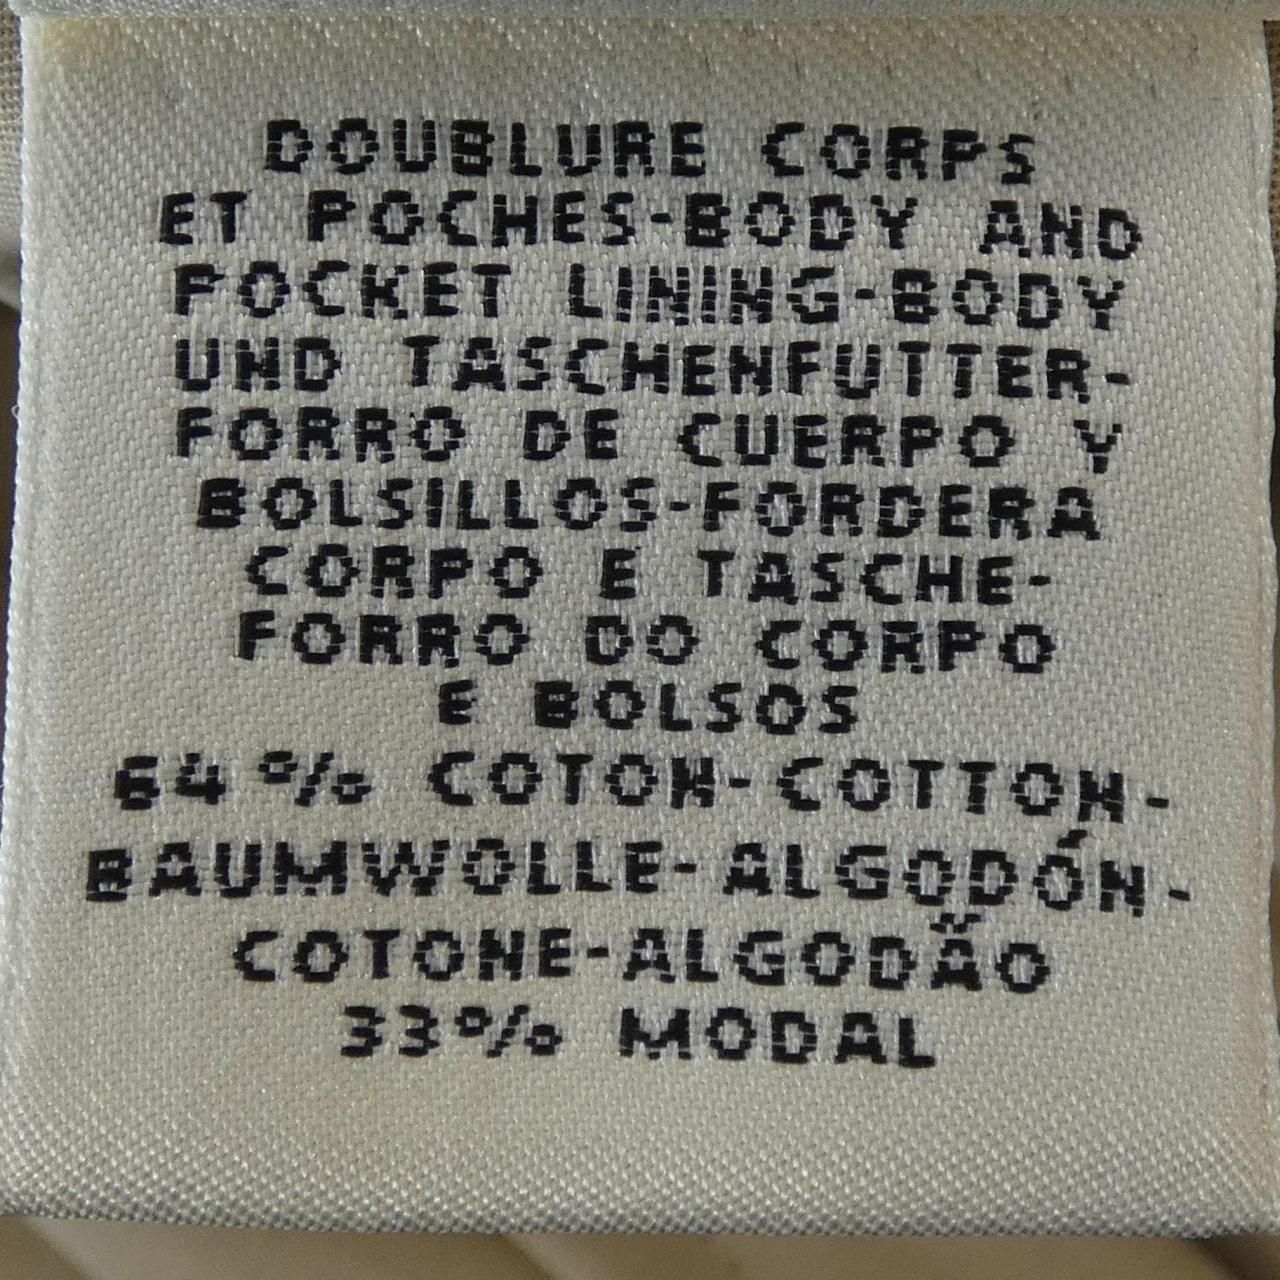 DOUBLURE CORPS
ET POCHES-BODY AND
POCKET LINING-BODY
UND TASCHENFUTTER-
FORRO DE CUERPO Y
BOLSILLOS-FORDERA
CORPO E TASCHE-
FORRO DO CORPO
E BOLSOS
64% COTON-COTTON-
BAUMWOLLE-ALGODÓN-
COTONE-ALGODÃO
33% MODAL